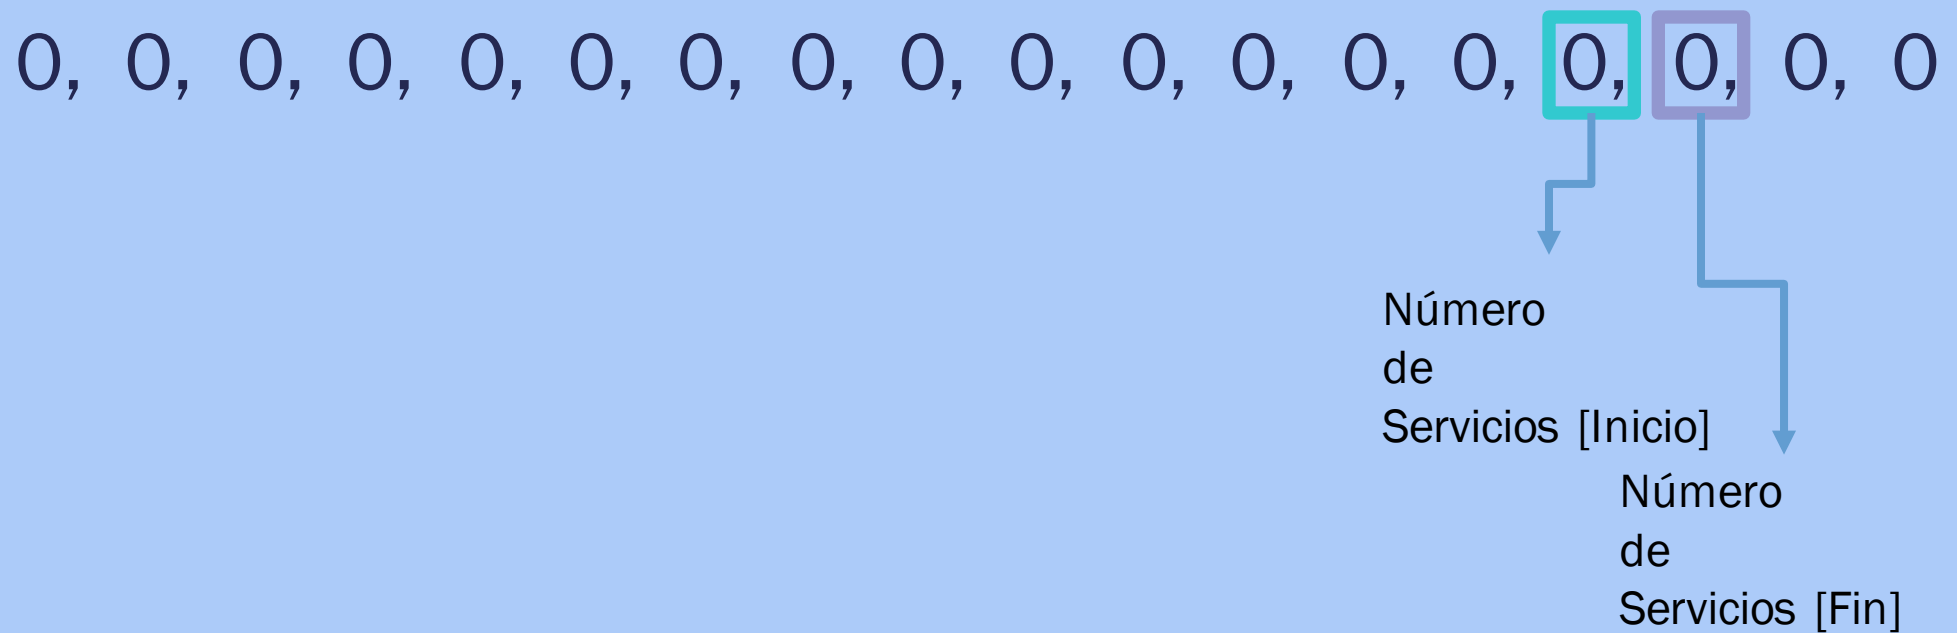 0, 0, 0, 0, 0, 0, 0, 0, 0, 0, 0, 0, 0, 0, 0, 0, 0, 0
Número
de
Servicios [Inicio]
Número
de
Servicios [Fin]